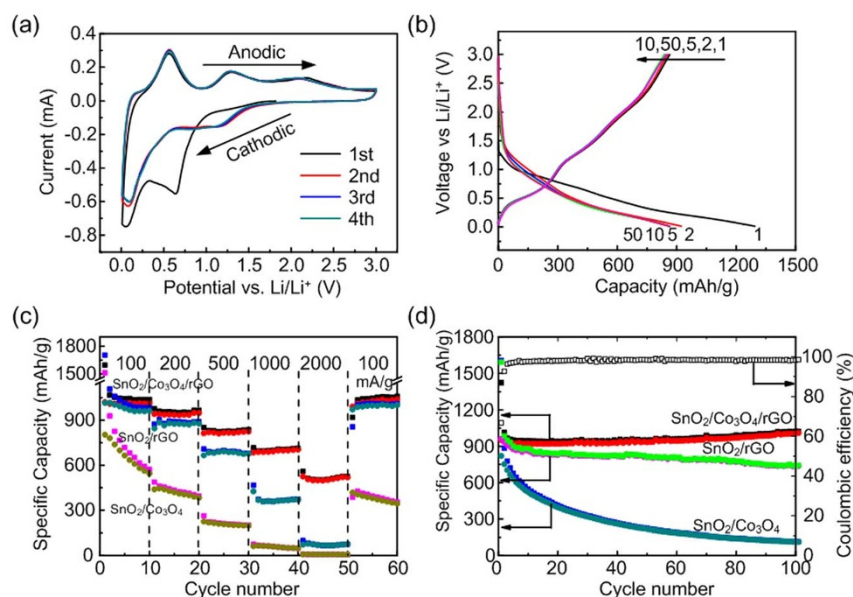 (a)
Anodic
Cathodic
1st
2nd
3rd
4th
0.4
0.2
0.0
-0.2
-0.4
-0.6
-0.8
Current (mA)
0.0 0.5 1.0 1.5 2.0 2.5 3.0
Potential vs. Li/Li⁺ (V)
(b)
10,50,5,2,1
3.0
2.5
2.0
1.5
1.0
0.5
0.0
Voltage vs Li/Li⁺ (V)
50 10 5 2 1
0 300 600 900 1200 1500
Capacity (mAh/g)
(c)
1800
1500
900
600
300
0
Specific Capacity (mAh/g)
100 200 500 1000 2000 100
mA/g
SnO₂/Co₃O₄/rGO
SnO₂/rGO
SnO₂/Co₃O₄
0 10 20 30 40 50 60
Cycle number
(d)
1800
1500
1200
900
600
300
0
Specific Capacity (mAh/g)
SnO₂/Co₃O₄/rGO
SnO₂/rGO
SnO₂/Co₃O₄
100
80
60
40
20
0
Coulombic efficiency (%)
0 20 40 60 80 100
Cycle number